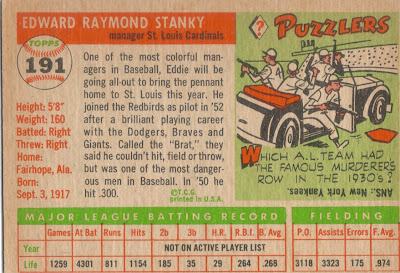 EDWARD RAYMOND STANKY
manager St. Louis Cardinals
TOPPS
191
Height: 5'8"
Weight: 160
Batted: Right
Threw: Right
Home:
Fairhope, Ala.
Born:
Sept. 3, 1917
One of the most colorful man-
agers in Baseball, Eddie will be
going all-out to bring the pennant
home to St. Louis this year. He
joined the Redbirds as pilot in '52
after a brilliant playing career
with the Dodgers, Braves and
Giants. Called the "Brat," they
said he couldn't hit, field or throw,
but was one of the most danger-
ous men in Baseball. In '50 he
hit .300.
© T.C.G.
PRINTED IN U.S.A.
? PUZZLERS
WHICH A.L. TEAM HAD
THE FAMOUS MURDERER'S
ROW IN THE 1930's?
ANS.: New York Yankees.
MAJOR LEAGUE BATTING RECORD
FIELDING
Games At Bat Runs Hits 2b 3b H.R. R.B.I. B. Avg. P.O. Assists Errors F. Avg.
Year NOT ON ACTIVE PLAYER LIST
Life 1259 4301 811 1154 185 35 29 264 .268 3118 3323 175 .974